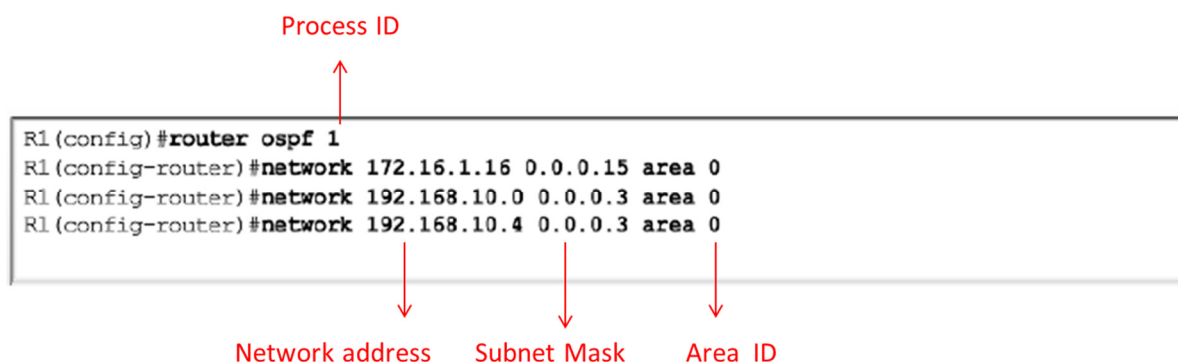 Process ID
R1(config)#router ospf 1
R1(config-router)#network 172.16.1.16 0.0.0.15 area 0
R1(config-router)#network 192.168.10.0 0.0.0.3 area 0
R1(config-router)#network 192.168.10.4 0.0.0.3 area 0
Network address Subnet Mask Area ID